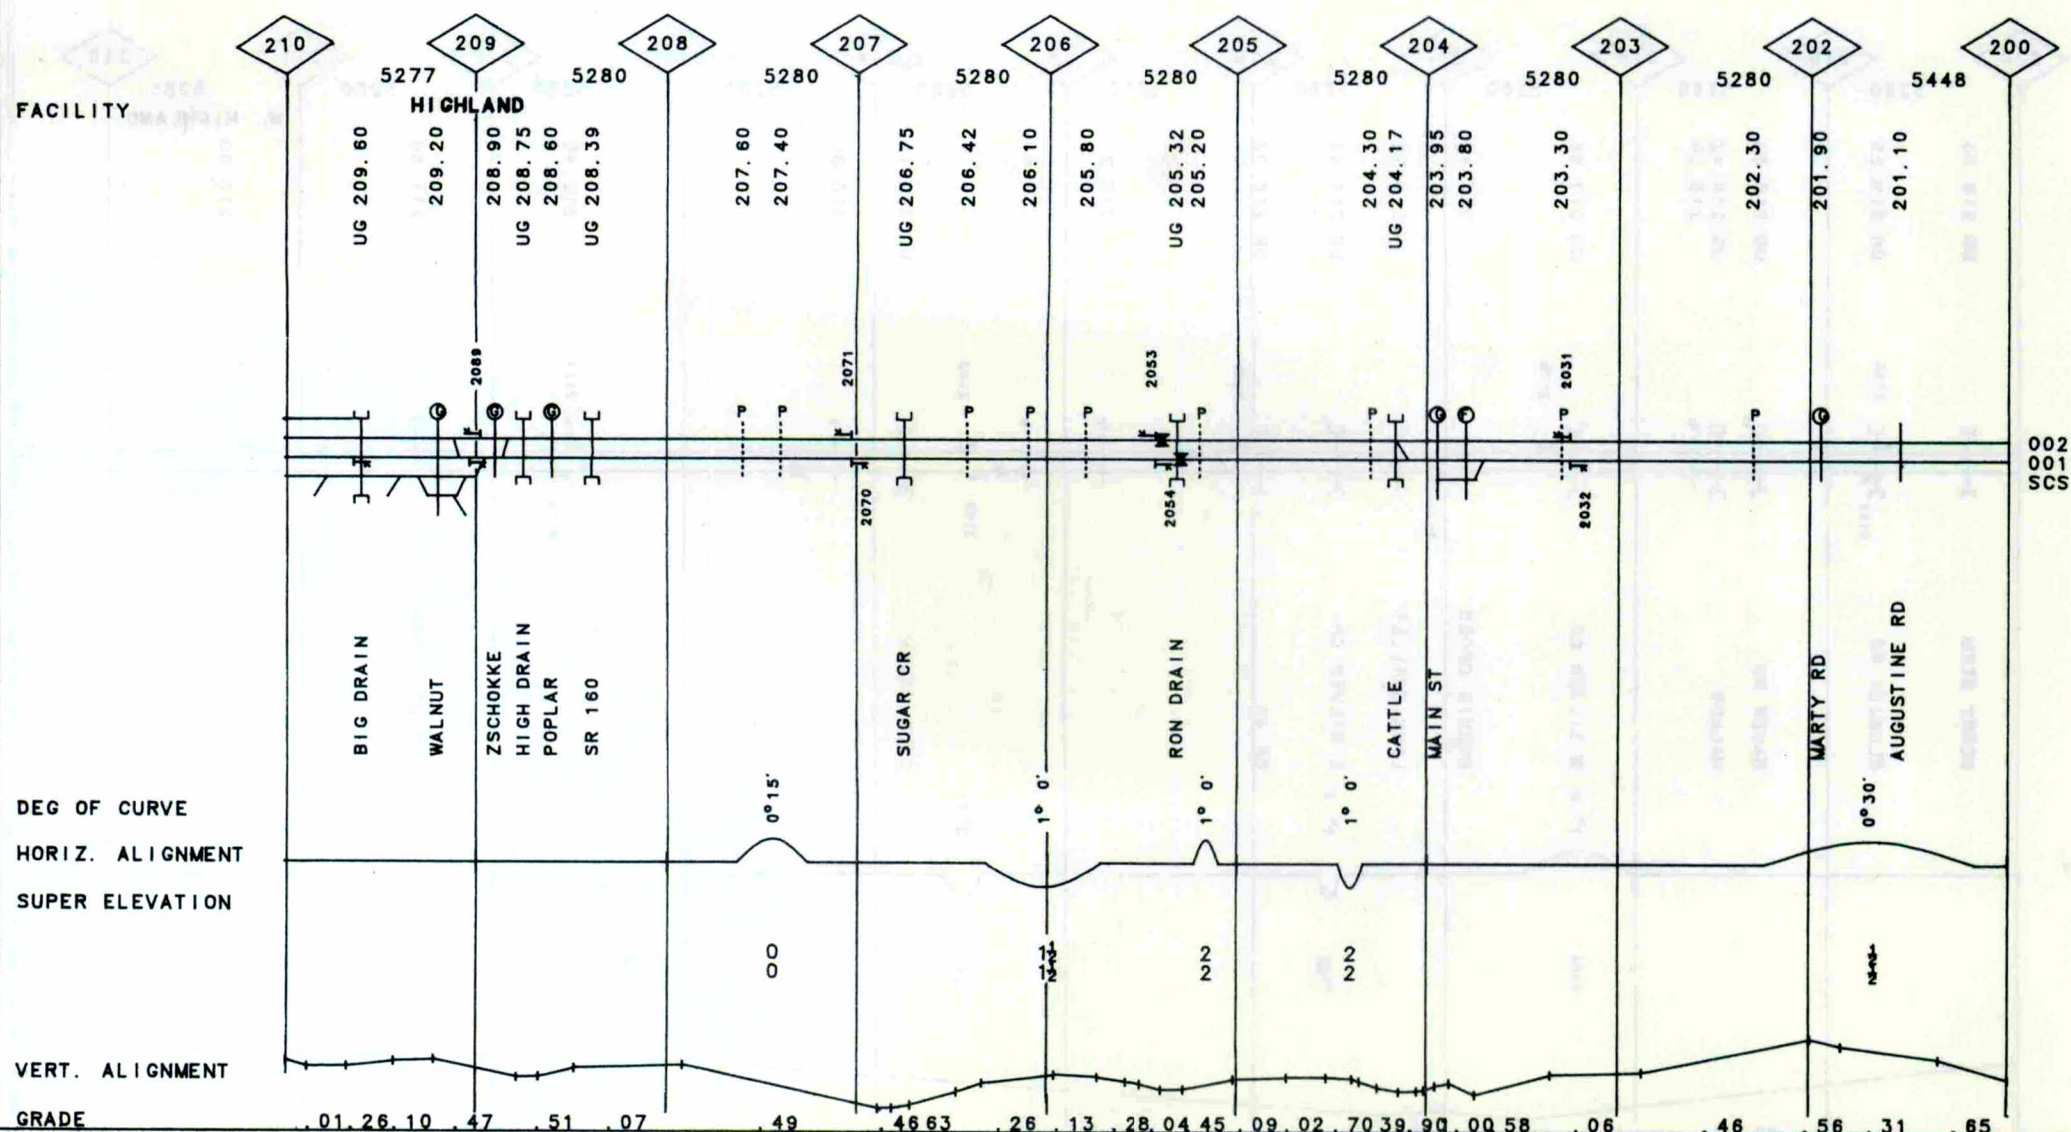 210 209 208 207 206 205 204 203 202 200
5277 5280 5280 5280 5280 5280 5280 5280 5448
FACILITY
HIGHLAND
UG 209.60
209.20
208.90
UG 208.75
208.60
UG 208.39
207.60
207.40
UG 206.75
206.42
206.10
205.80
UG 205.32
205.20
204.30
UG 204.17
203.95
203.80
203.30
202.30
201.90
201.10
2089
2071
2053
2031
G G G P P P P P P P G P P G
002
001
SCS
2070
2054
2032
BIG DRAIN
WALNUT
ZSCHOKKE
HIGH DRAIN
POPLAR
SR 160
SUGAR CR
RON DRAIN
CATTLE
MAIN ST
MARTY RD
AUGUSTINE RD
DEG OF CURVE
0°15'
1° 0'
1° 0'
1° 0'
0°30'
HORIZ. ALIGNMENT
SUPER ELEVATION
0 2 2
0 2 2
VERT. ALIGNMENT
GRADE
.01 .26 .10 .47 .51 .07 .49 .46 63 .26 .13 .28 .04 .45 .09 .02 .70 39 .90 .00 58 .06 .46 .56 .31 .65